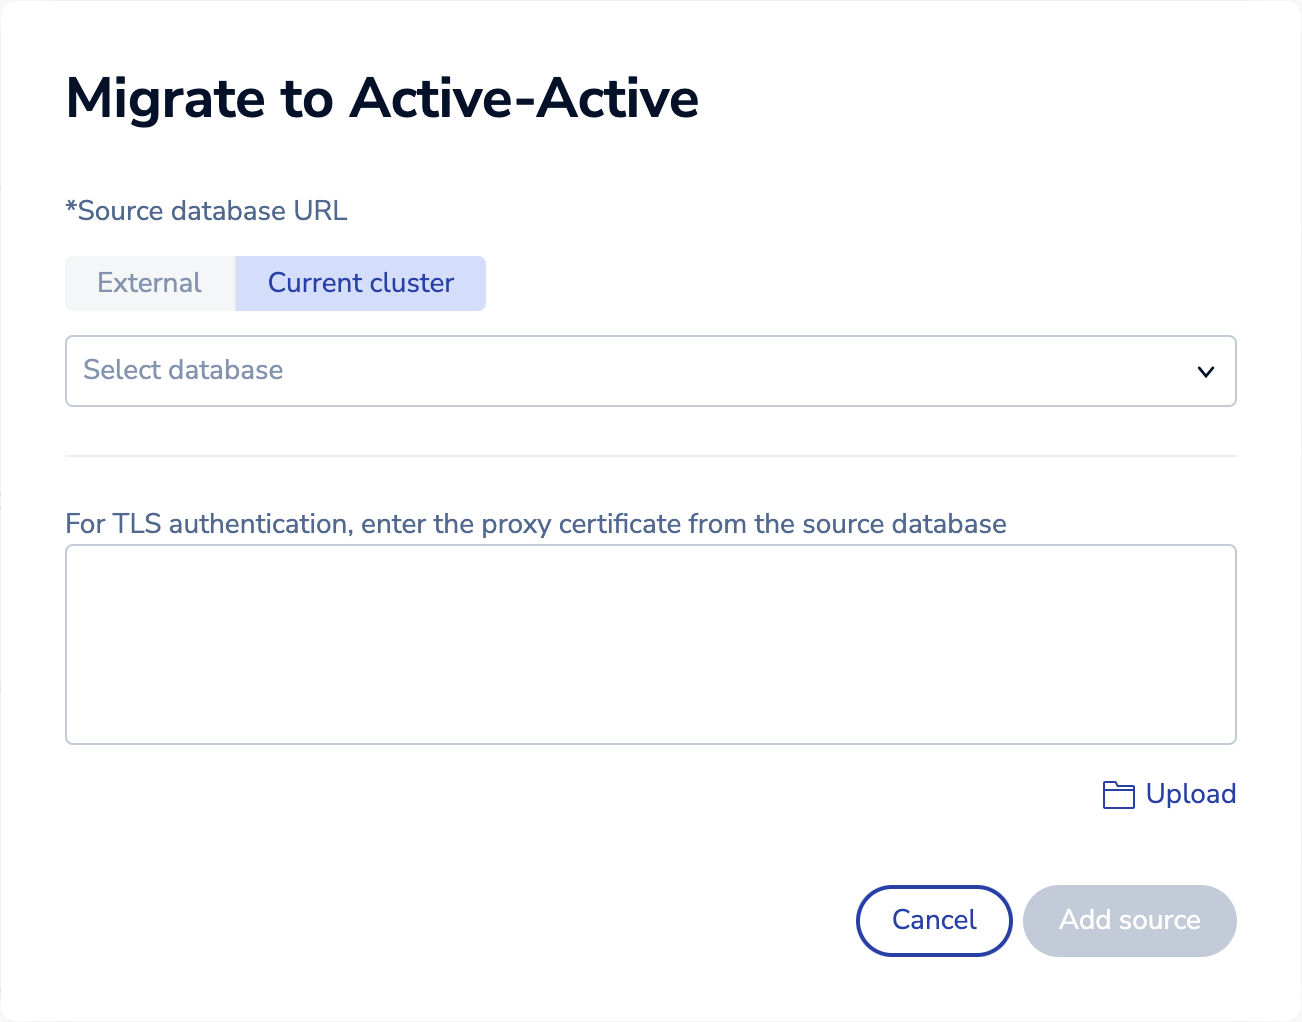 Migrate to Active-Active
*Source database URL
External Current cluster
Select database
For TLS authentication, enter the proxy certificate from the source database
Upload
Cancel Add source